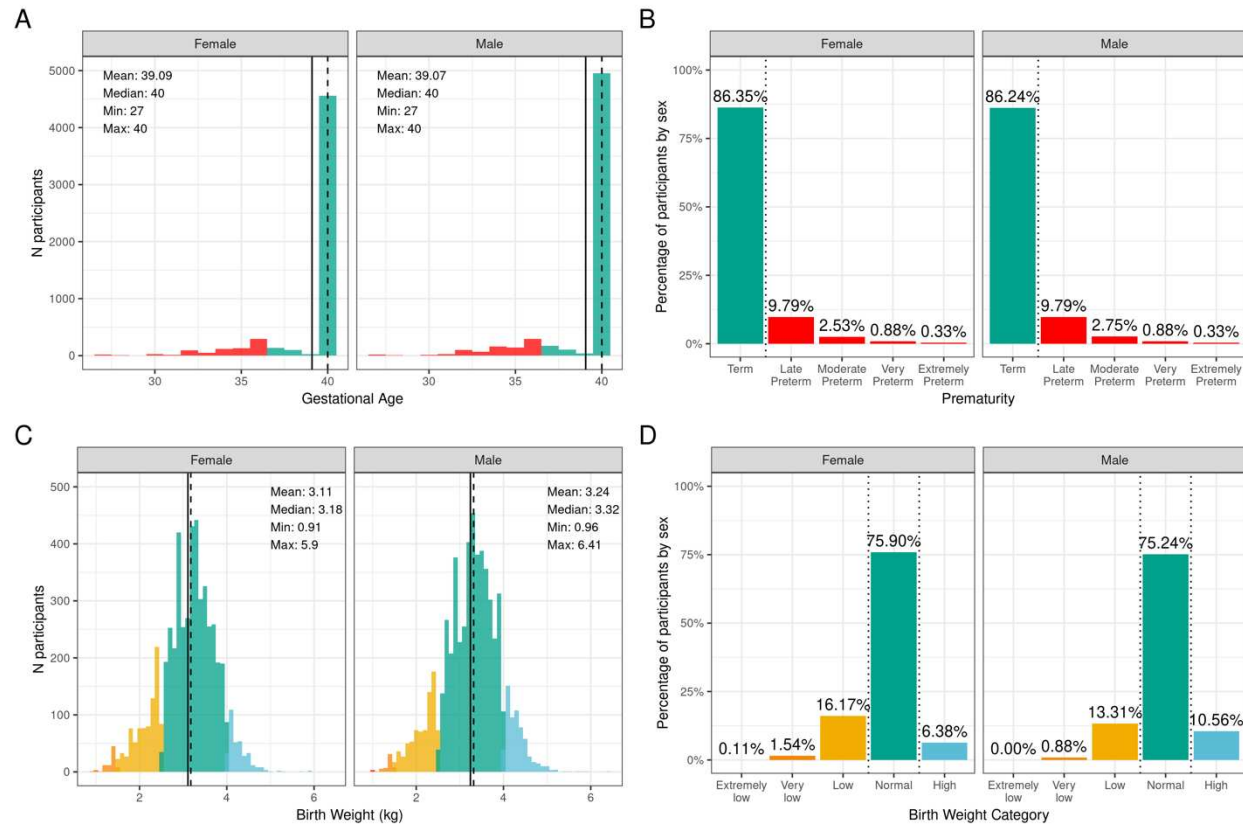 A
Female
Male
5000
4000
3000
2000
1000
0
N participants
Mean: 39.09
Median: 40
Min: 27
Max: 40
Mean: 39.07
Median: 40
Min: 27
Max: 40
30
35
40
30
35
40
Gestational Age
B
Female
Male
100%
75%
50%
25%
0%
Percentage of participants by sex
86.35%
9.79%
2.53%
0.88%
0.33%
86.24%
9.79%
2.75%
0.88%
0.33%
Term
Late
Preterm
Moderate
Preterm
Very
Preterm
Extremely
Preterm
Term
Late
Preterm
Moderate
Preterm
Very
Preterm
Extremely
Preterm
Prematurity
C
Female
Male
500
400
300
200
100
0
N participants
Mean: 3.11
Median: 3.18
Min: 0.91
Max: 5.9
Mean: 3.24
Median: 3.32
Min: 0.96
Max: 6.41
2
4
6
2
4
6
Birth Weight (kg)
D
Female
Male
100%
75%
50%
25%
0%
Percentage of participants by sex
0.11%
1.54%
16.17%
75.90%
6.38%
0.00%
0.88%
13.31%
75.24%
10.56%
Extremely
low
Very
low
Low
Normal
High
Extremely
low
Very
low
Low
Normal
High
Birth Weight Category